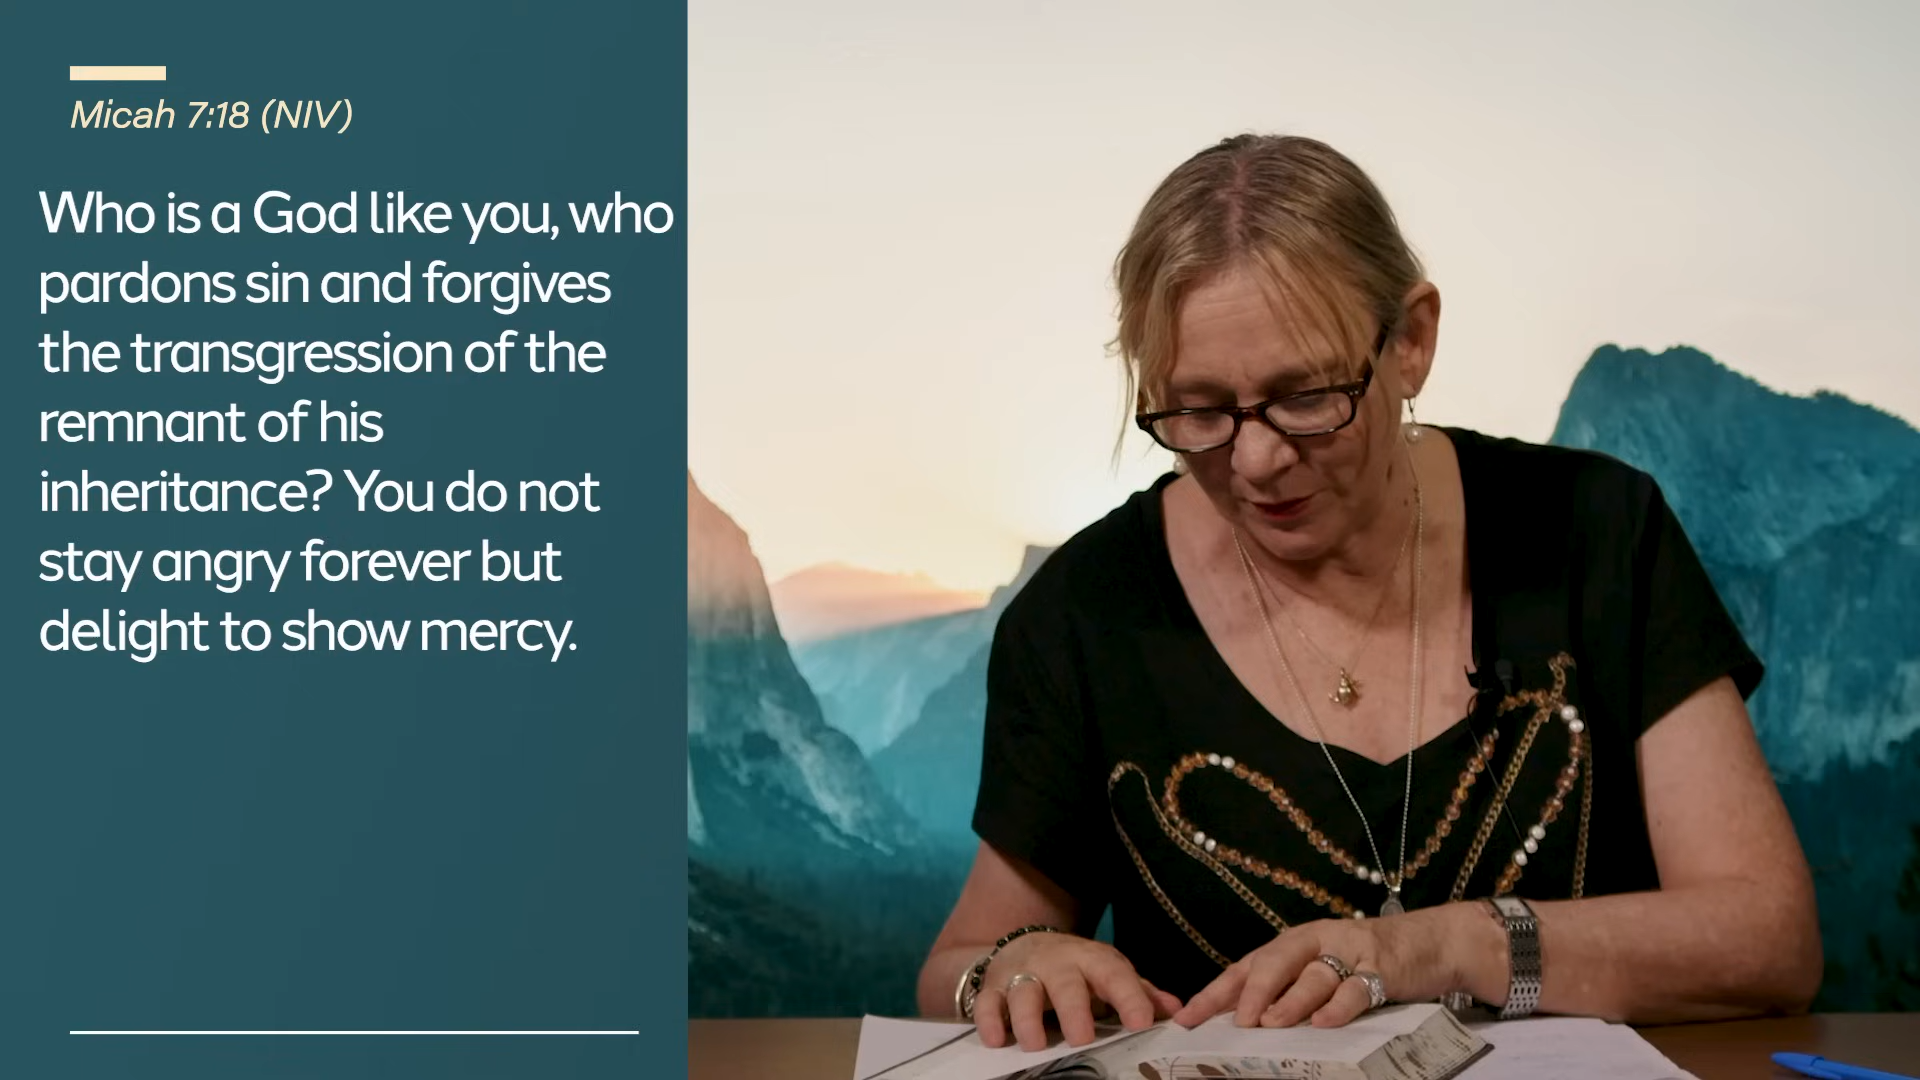 Micah 7:18 (NIV)
Who is a God like you, who
pardons sin and forgives
the transgression of the
remnant of his
inheritance? You do not
stay angry forever but
delight to show mercy.